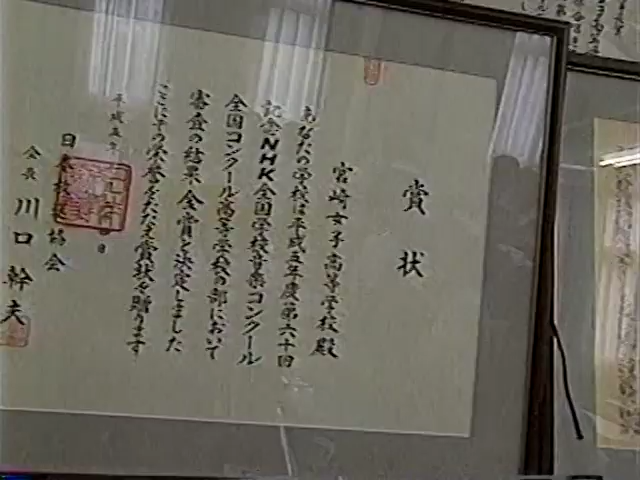 賞状
宮崎女子高等学校殿
あなたの学校は平成五年度第六十回
記念NHK全国学校音楽コンクール
全国コンクール高等学校の部において
審査の結果金賞と決定しました
ここにその栄誉をたたえ賞状を贈ります
平成五年
日本放送協会
会長 川口幹夫